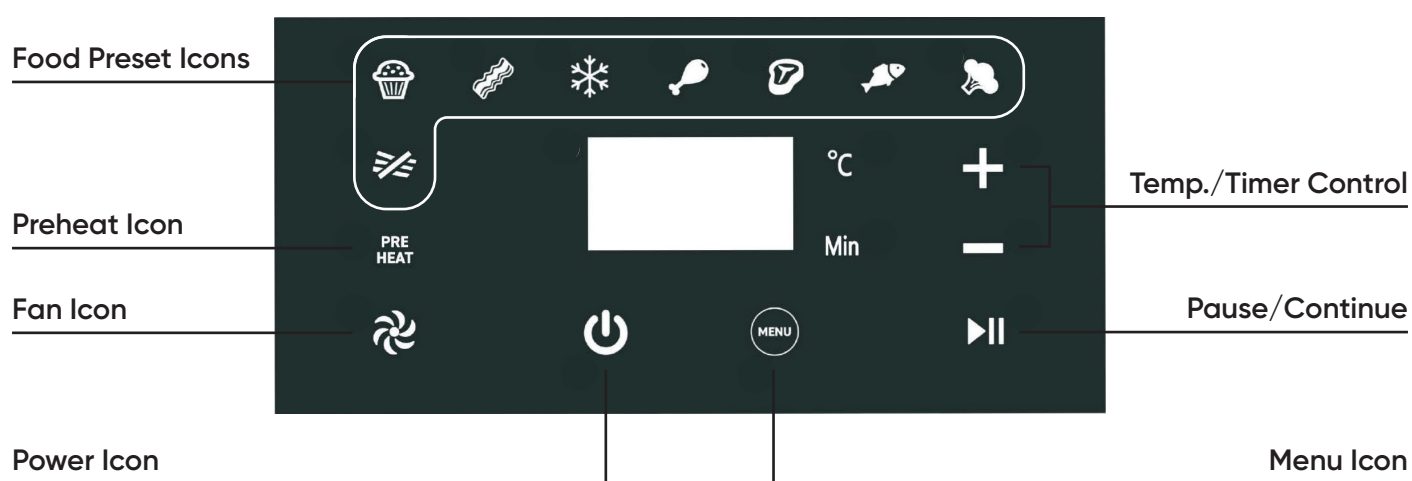 Food Preset Icons
°C
Temp./Timer Control
Preheat Icon
PRE
HEAT
Min
Fan Icon
Pause/Continue
MENU
Power Icon
Menu Icon